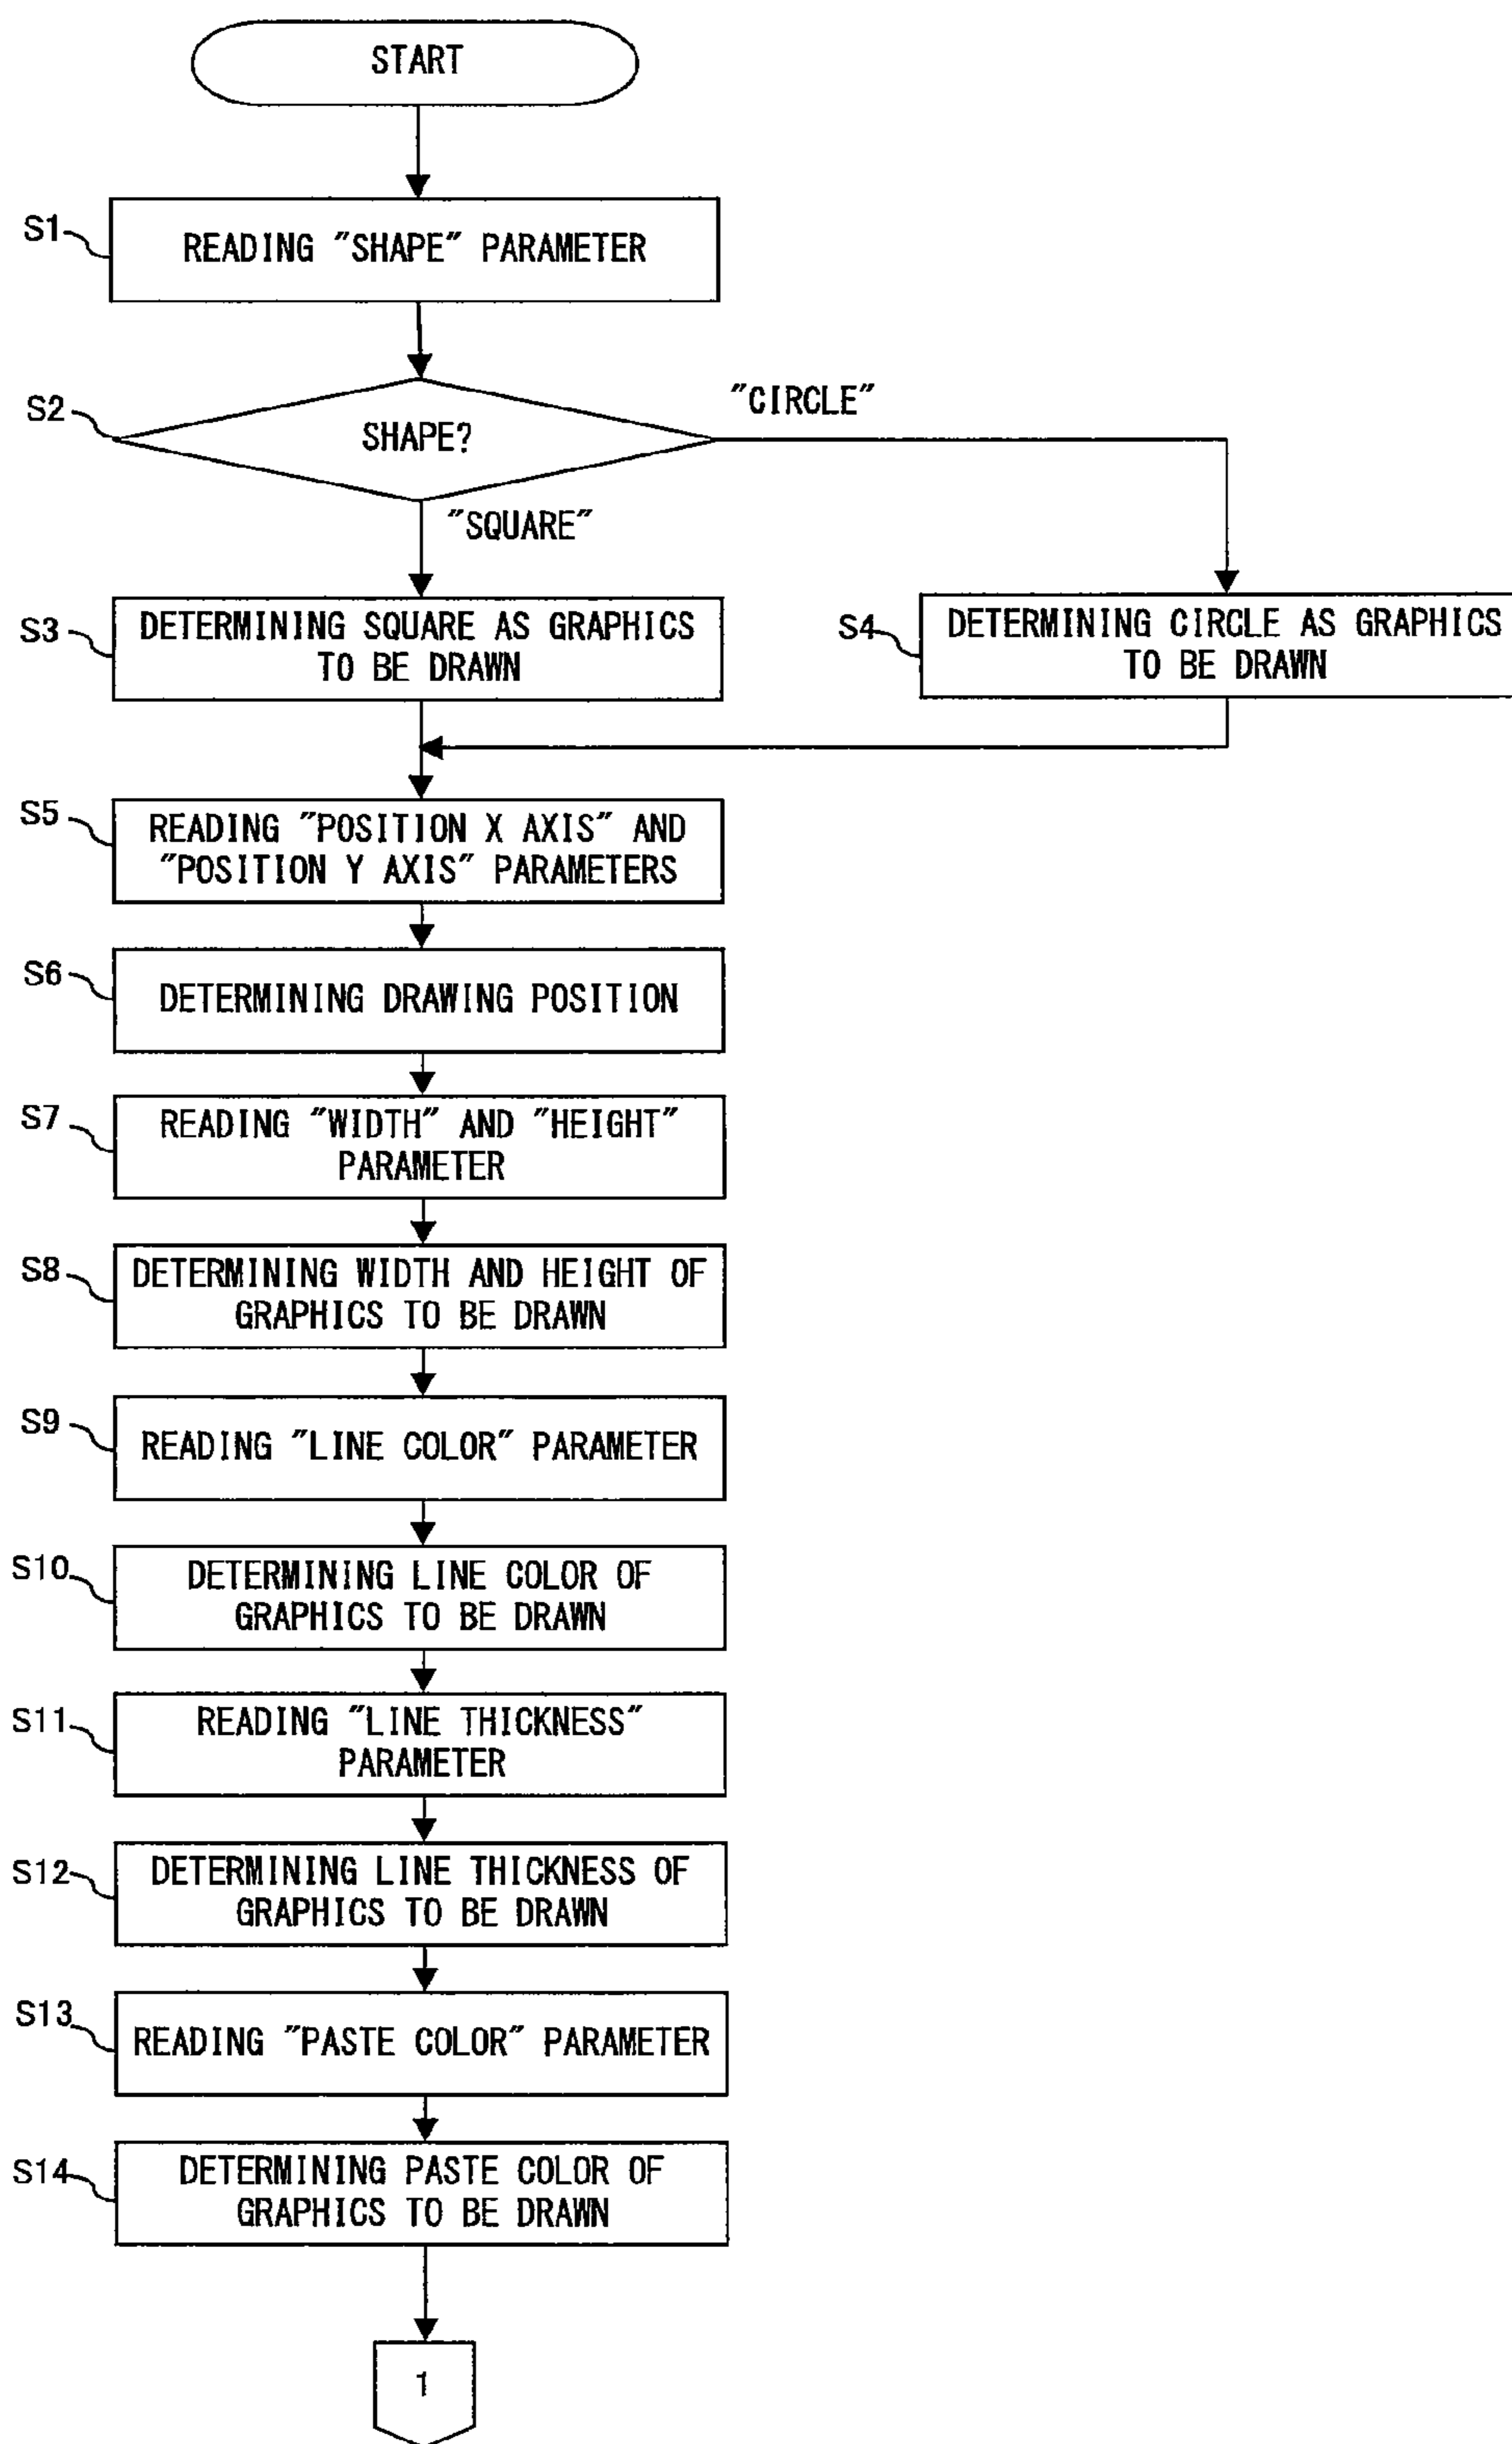 START
S1
READING "SHAPE" PARAMETER
S2
SHAPE?
"CIRCLE"
"SQUARE"
S3
DETERMINING SQUARE AS GRAPHICS
TO BE DRAWN
S4
DETERMINING CIRCLE AS GRAPHICS
TO BE DRAWN
S5
READING "POSITION X AXIS" AND
"POSITION Y AXIS" PARAMETERS
S6
DETERMINING DRAWING POSITION
S7
READING "WIDTH" AND "HEIGHT"
PARAMETER
S8
DETERMINING WIDTH AND HEIGHT OF
GRAPHICS TO BE DRAWN
S9
READING "LINE COLOR" PARAMETER
S10
DETERMINING LINE COLOR OF
GRAPHICS TO BE DRAWN
S11
READING "LINE THICKNESS"
PARAMETER
S12
DETERMINING LINE THICKNESS OF
GRAPHICS TO BE DRAWN
S13
READING "PASTE COLOR" PARAMETER
S14
DETERMINING PASTE COLOR OF
GRAPHICS TO BE DRAWN
1